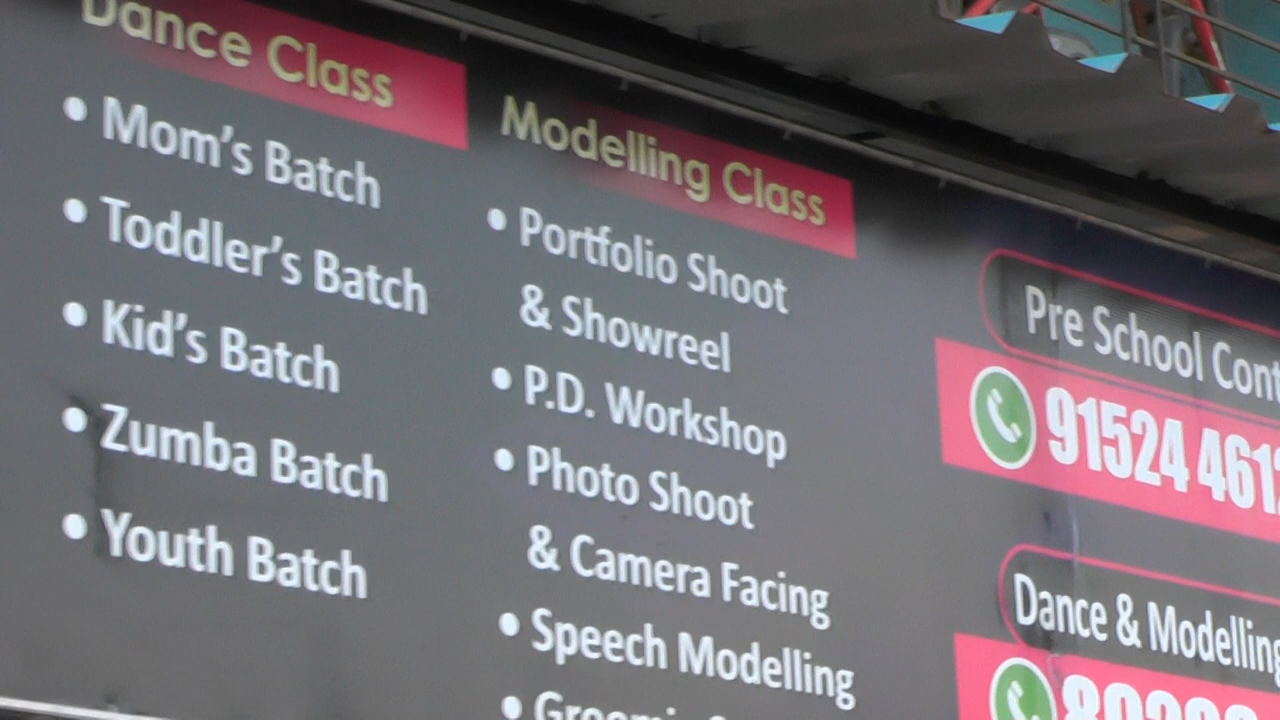 Dance Class
• Mom's Batch
• Toddler's Batch
• Kid's Batch
• Zumba Batch
• Youth Batch
Modelling Class
• Portfolio Shoot
& Showreel
• P.D. Workshop
• Photo Shoot
& Camera Facing
• Speech Modelling
Pre School
91524 461
Dance & Modelling